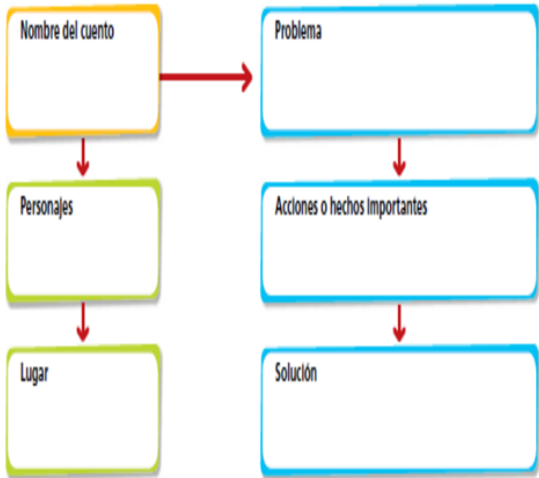 Nombre del cuento
Problema
Personajes
Acciones o hechos importantes
Lugar
Solución